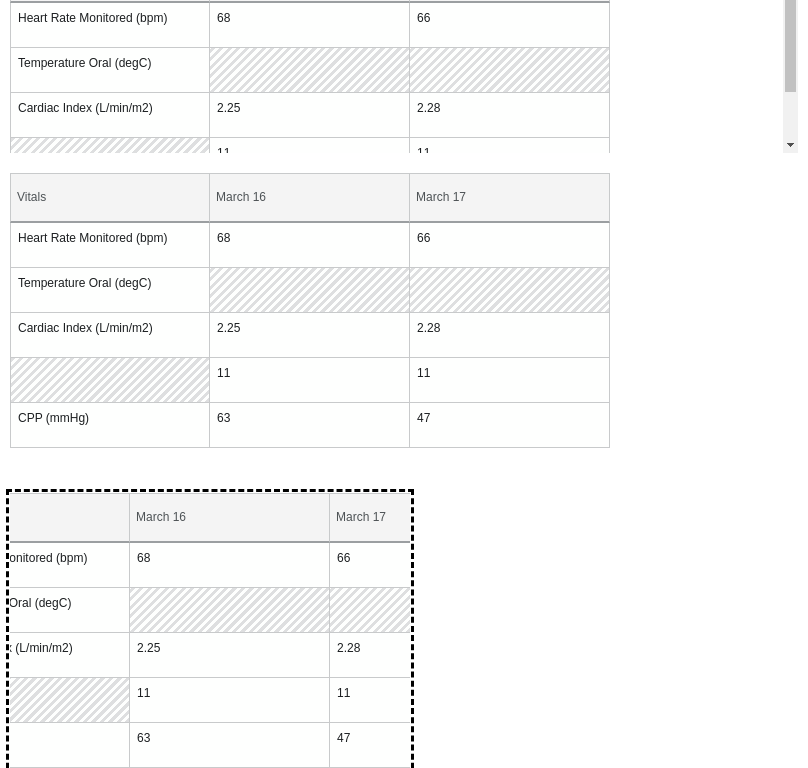 Heart Rate Monitored (bpm) 68 66
Temperature Oral (degC)
Cardiac Index (L/min/m2) 2.25 2.28
11 11
Vitals March 16 March 17
Heart Rate Monitored (bpm) 68 66
Temperature Oral (degC)
Cardiac Index (L/min/m2) 2.25 2.28
11 11
CPP (mmHg) 63 47
March 16 March 17
onitored (bpm) 68 66
Oral (degC)
(L/min/m2) 2.25 2.28
11 11
63 47